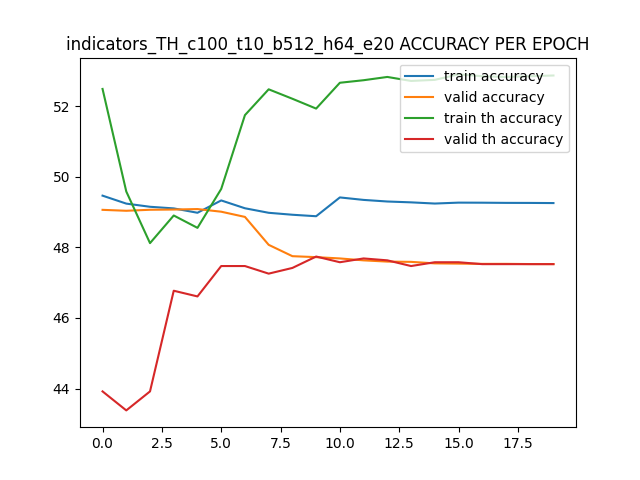 indicators_TH_c100_t10_b512_h64_e20 ACCURACY PER EPOCH
train accuracy
valid accuracy
train th accuracy
valid th accuracy
52
50
48
46
44
0.0 2.5 5.0 7.5 10.0 12.5 15.0 17.5